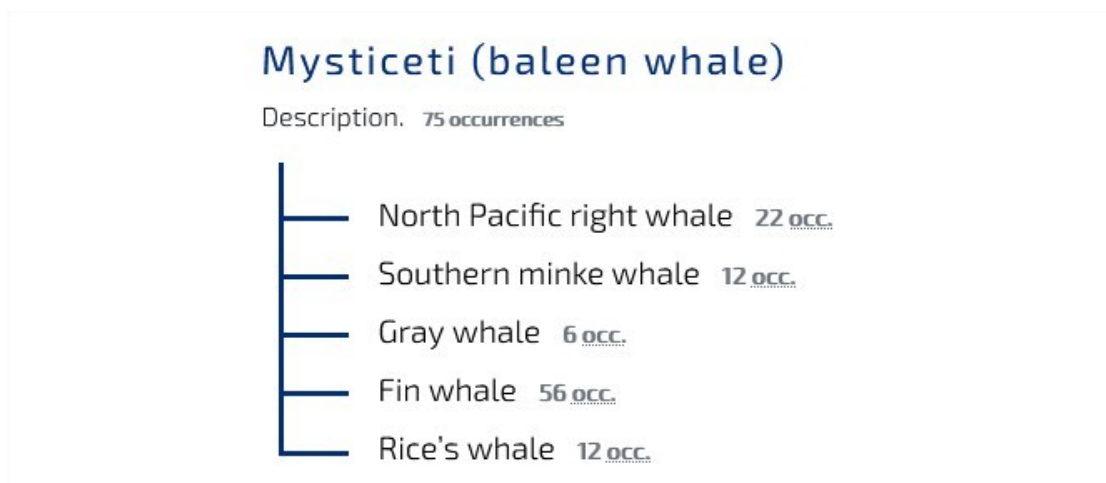 Mysticeti (baleen whale)
Description. 75 occurrences
North Pacific right whale 22 occ.
Southern minke whale 12 occ.
Gray whale 6 occ.
Fin whale 56 occ.
Rice’s whale 12 occ.